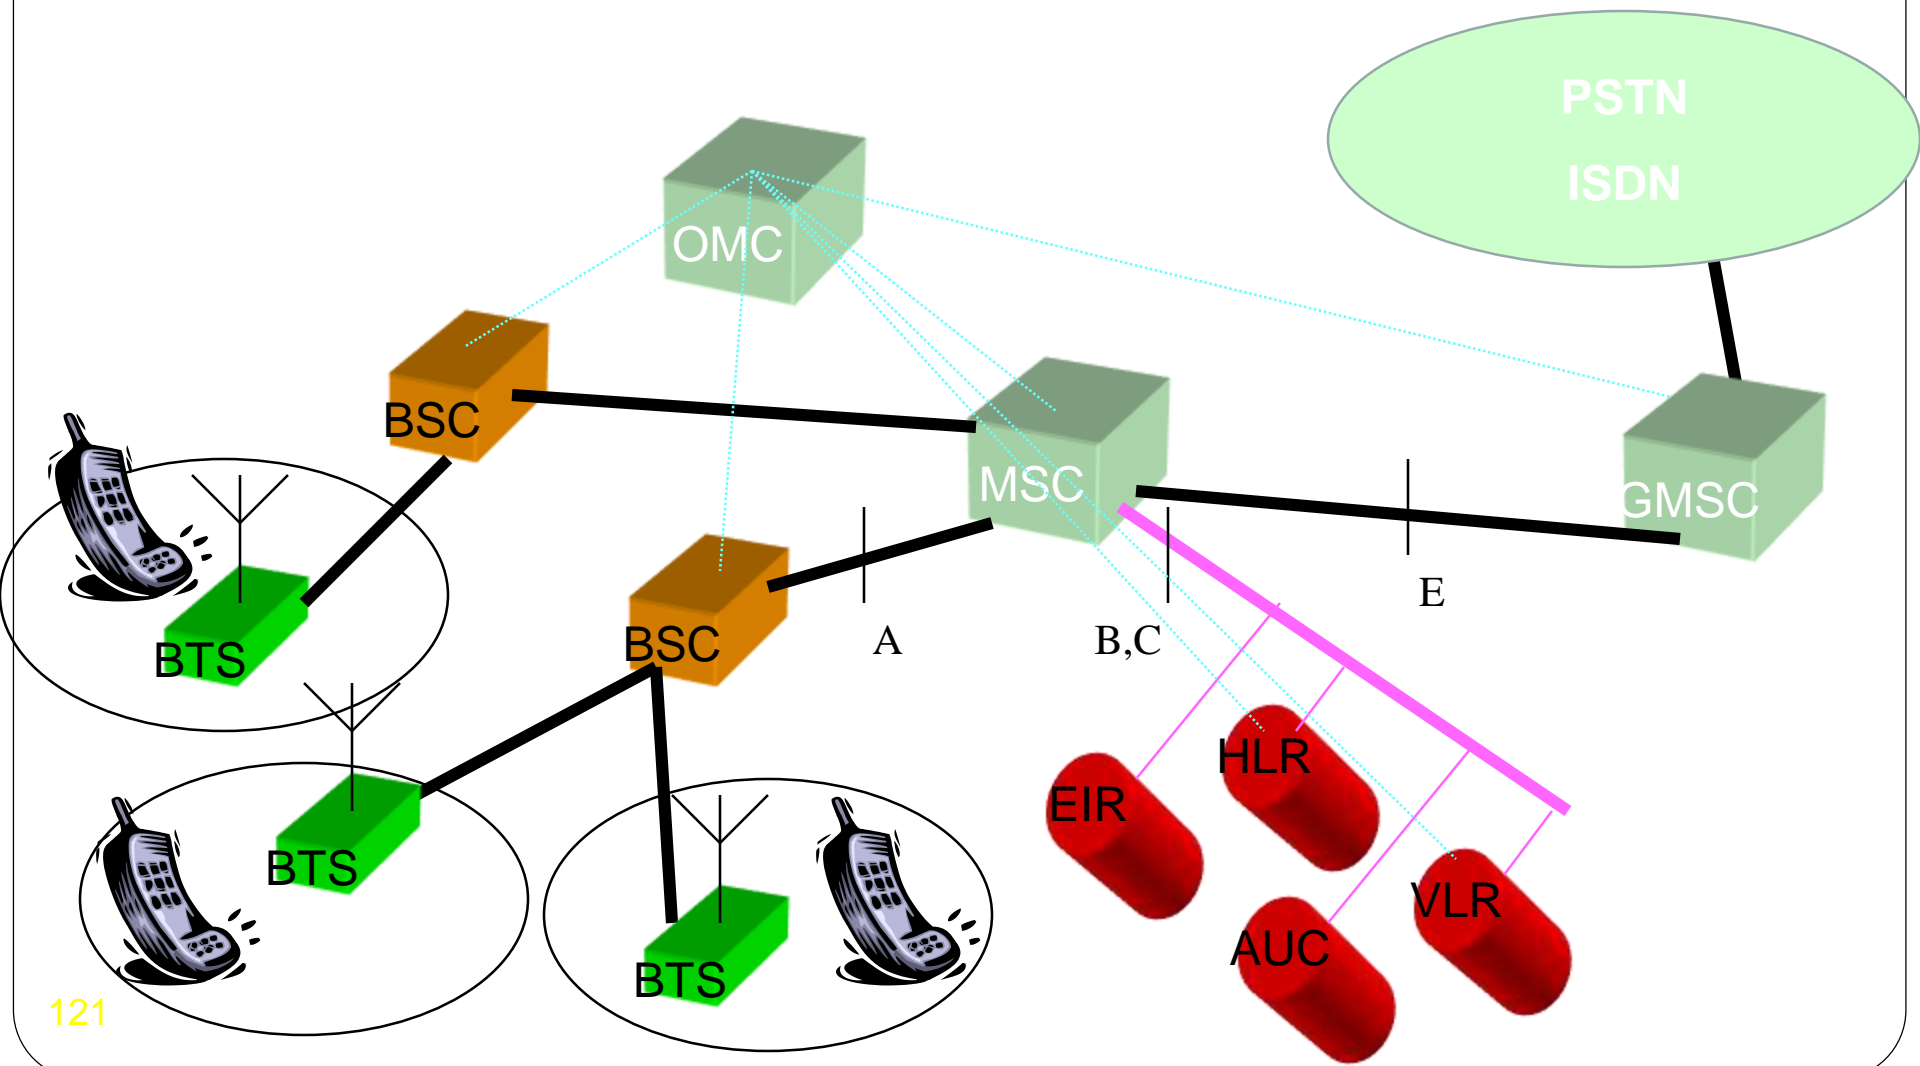 PSTN
ISDN
OMC
BSC
MSC
GMSC
E
BSC
A
B,C
BTS
HLR
EIR
BTS
VLR
AUC
BTS
121